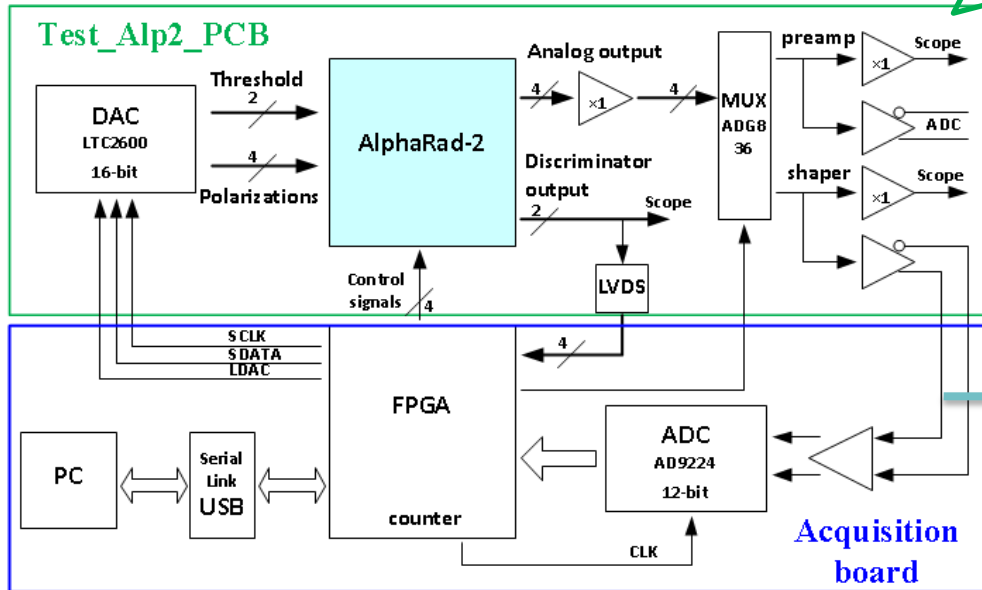 Test_Alp2_PCB
DAC
LTC2600
16-bit
Threshold
2
4
Polarizations
AlphaRad-2
Analog output
4
×1
4
Discriminator
output
2
Scope
LVDS
MUX
ADG8
36
preamp
×1
Scope
ADC
shaper
×1
Scope
Control
signals
4
SCLK
SDATA
LDAC
4
FPGA
counter
PC
Serial
Link
USB
ADC
AD9224
12-bit
CLK
Acquisition
board